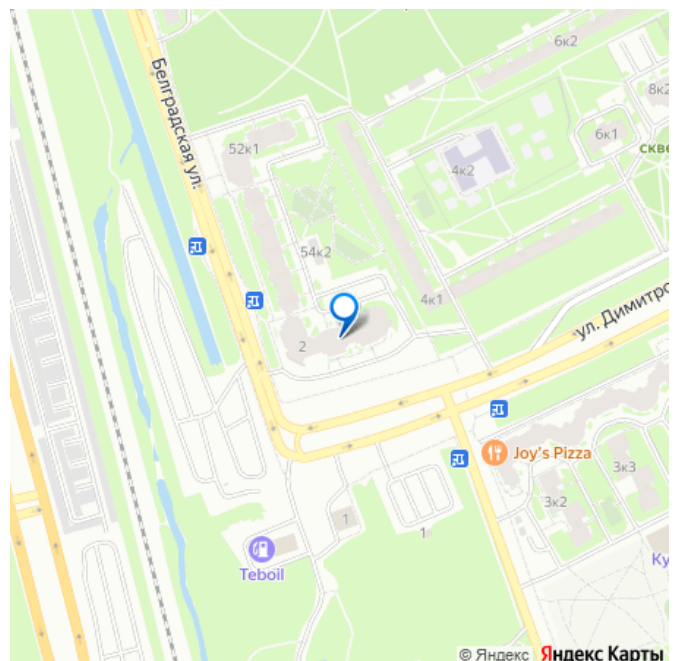 6к2
Белградская ул.
8к2
52к1
6к1
скве
4к2
54к2
4к1
ул. Димитро
2
Joy's Pizza
3к3
3к2
1
1
Teboil
Ку
© Яндекс Яндекс Карты